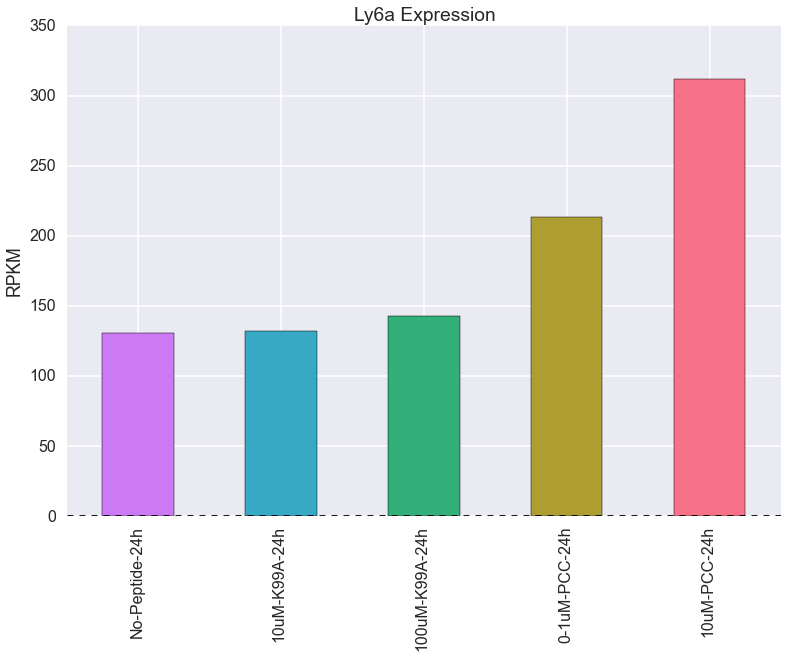 Ly6a Expression
RPKM
350
300
250
200
150
100
50
0
No-Peptide-24h
10uM-K99A-24h
100uM-K99A-24h
0-1uM-PCC-24h
10uM-PCC-24h